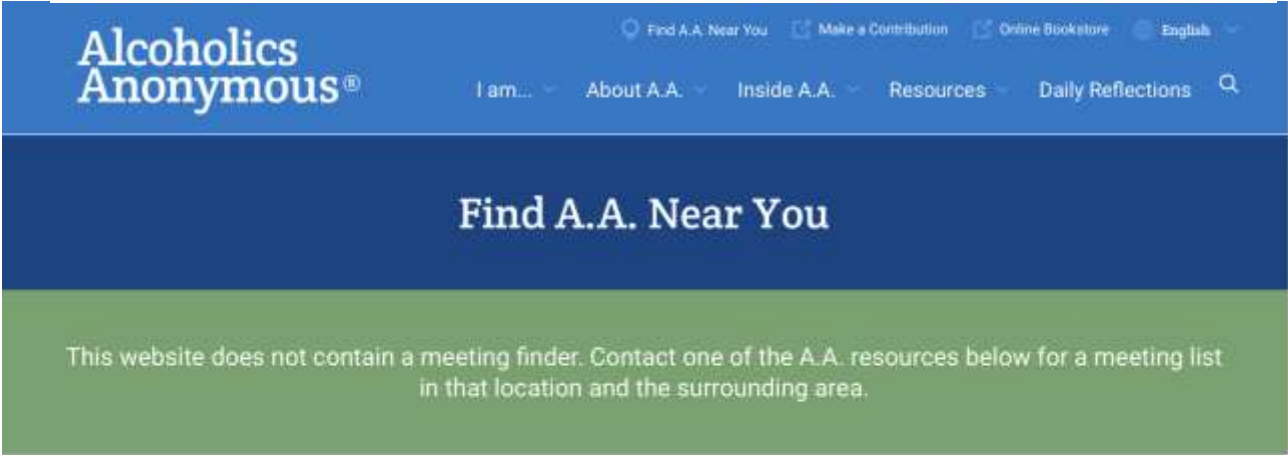 Find A.A. Near You Make a Contribution Online Bookstore English
Alcoholics
Anonymous®
I am... About A.A. Inside A.A. Resources Daily Reflections
Find A.A. Near You
This website does not contain a meeting finder. Contact one of the A.A. resources below for a meeting list
in that location and the surrounding area.